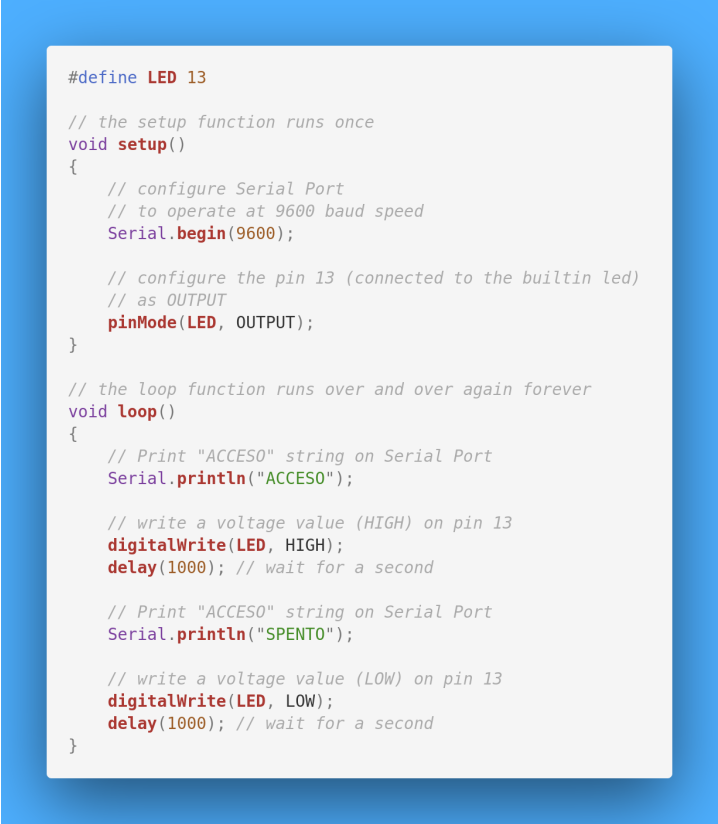 #define LED 13

// the setup function runs once
void setup()
{
    // configure Serial Port
    // to operate at 9600 baud speed
    Serial.begin(9600);

    // configure the pin 13 (connected to the builtin led)
    // as OUTPUT
    pinMode(LED, OUTPUT);
}

// the loop function runs over and over again forever
void loop()
{
    // Print "ACCESO" string on Serial Port
    Serial.println("ACCESO");

    // write a voltage value (HIGH) on pin 13
    digitalWrite(LED, HIGH);
    delay(1000); // wait for a second

    // Print "ACCESO" string on Serial Port
    Serial.println("SPENTO");

    // write a voltage value (LOW) on pin 13
    digitalWrite(LED, LOW);
    delay(1000); // wait for a second
}